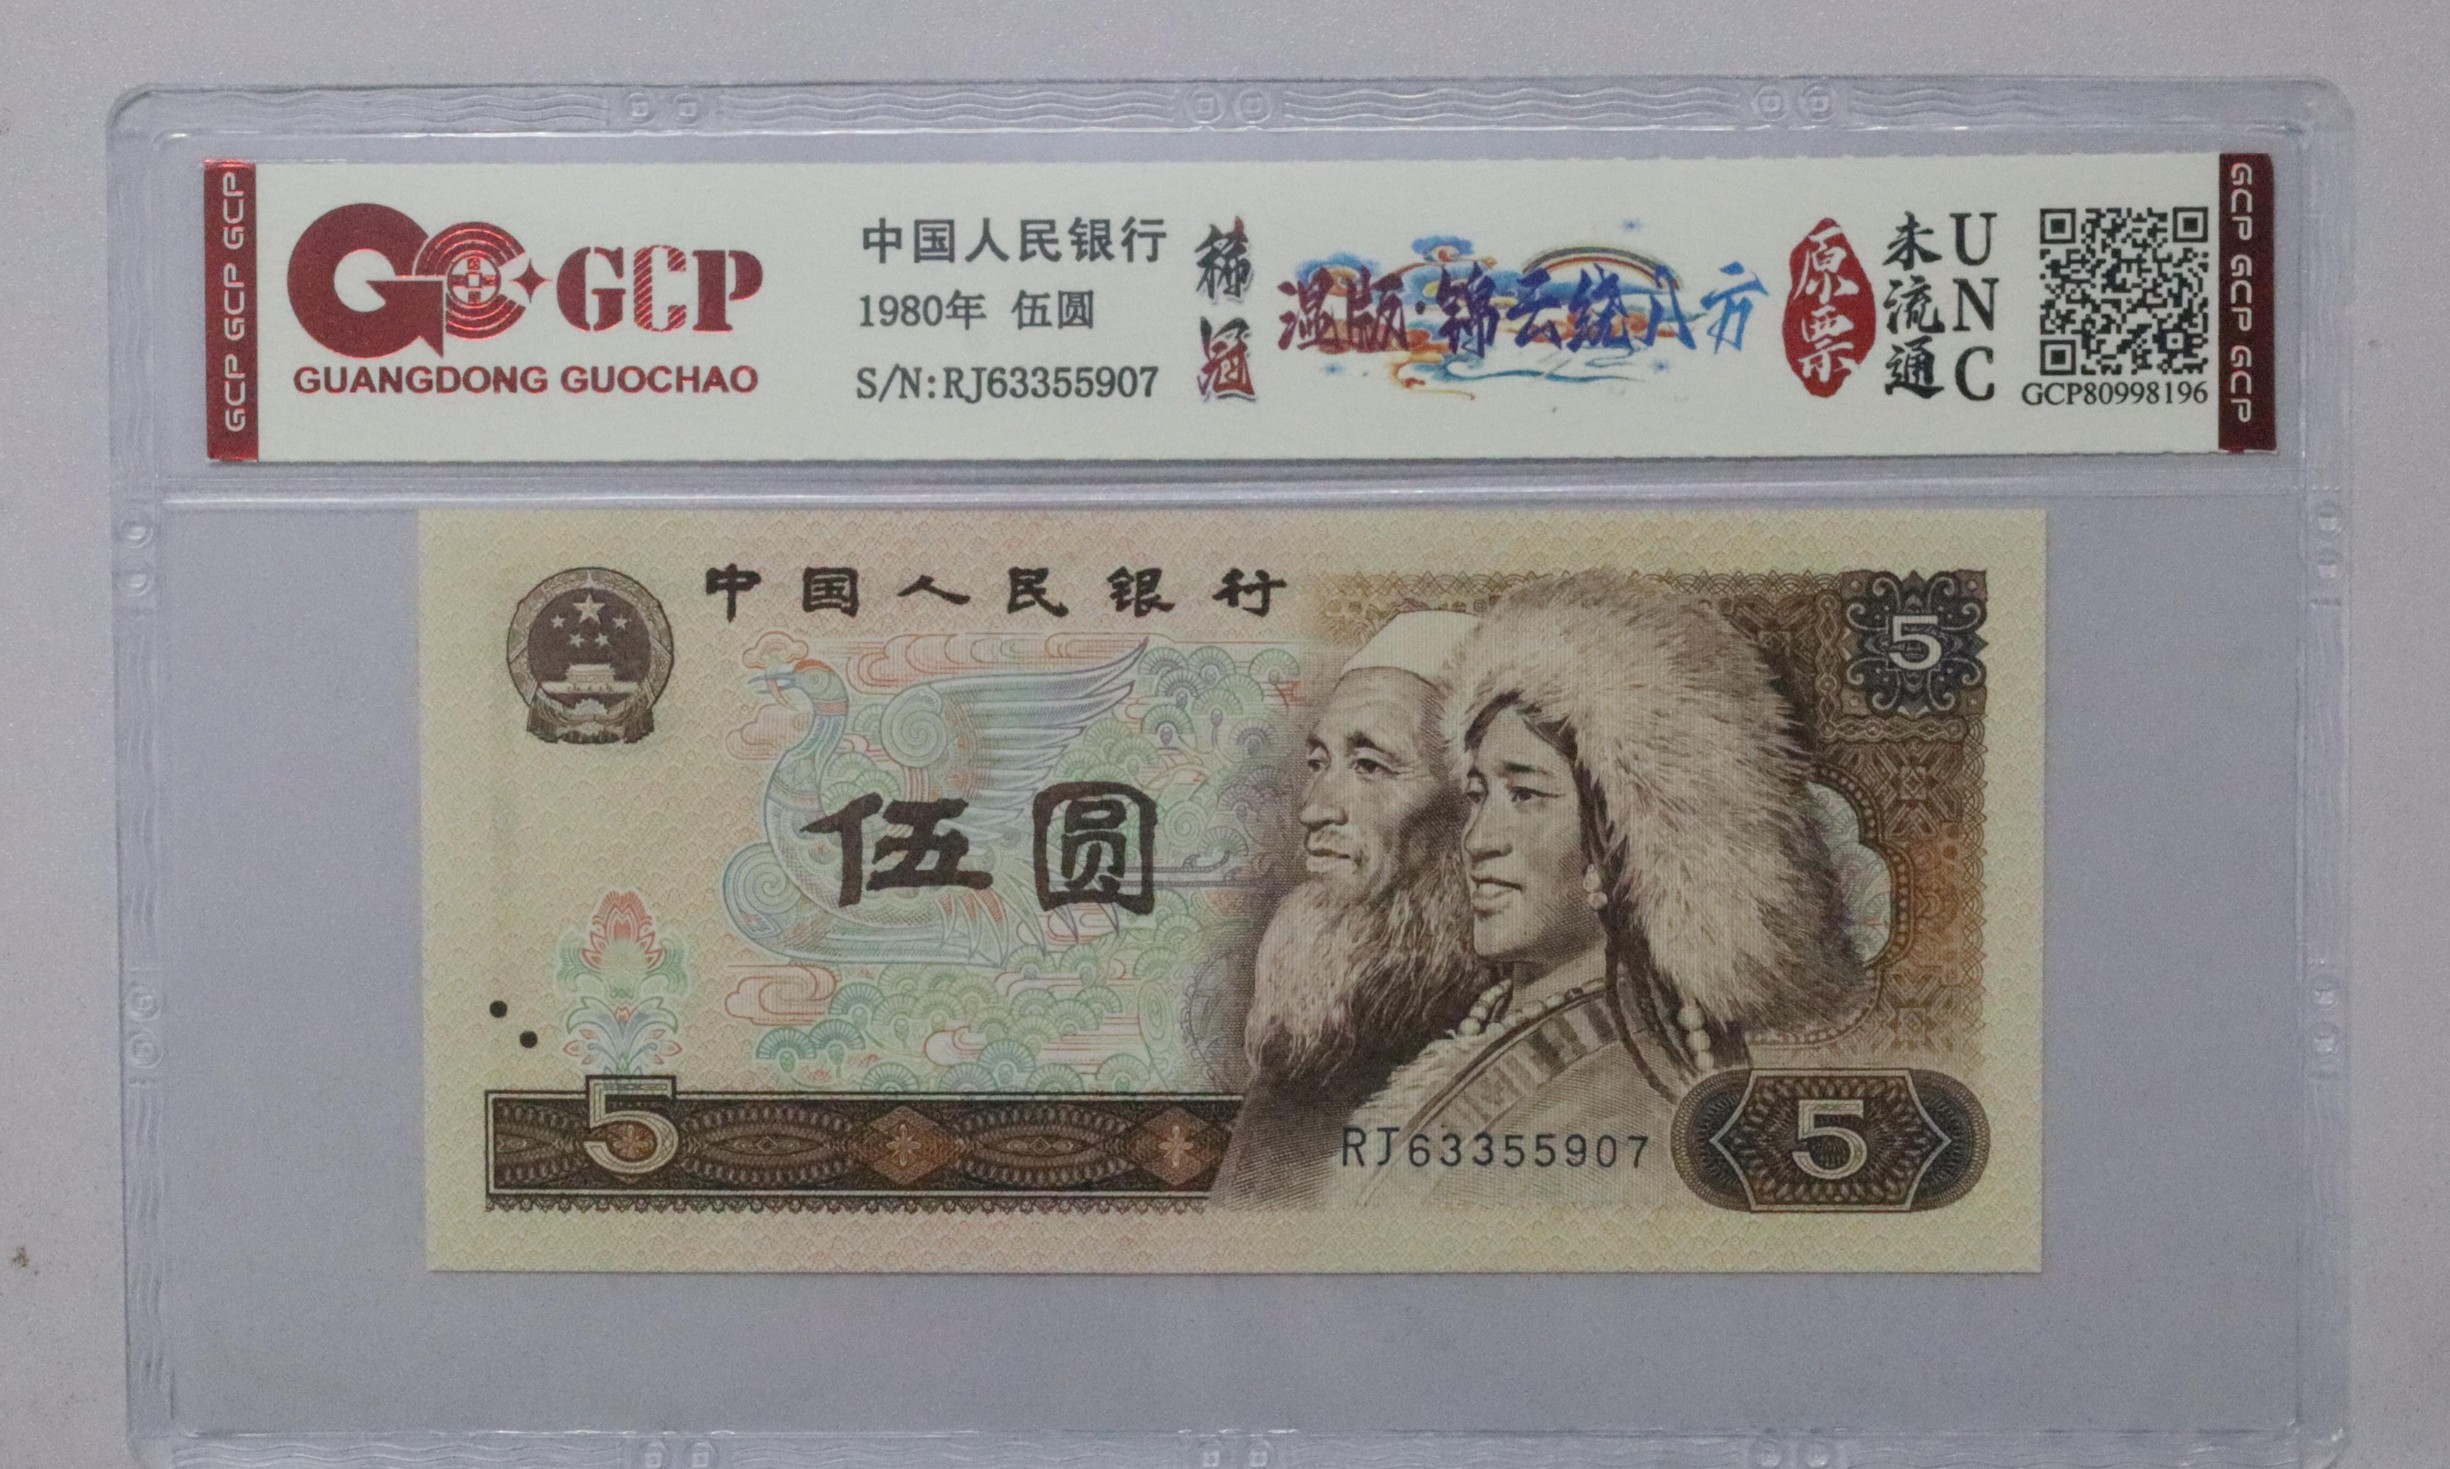 GCP GCP GCP
GCP
GUANGDONG GUOCHAO
中国人民银行
1980年 伍圆
S/N:RJ63355907
稀冠
温版·锦云绕八方
原票
未流通
UNC
GCP80998196
GCP GCP GCP
中国人民银行
5
伍圆
5
RJ63355907
5